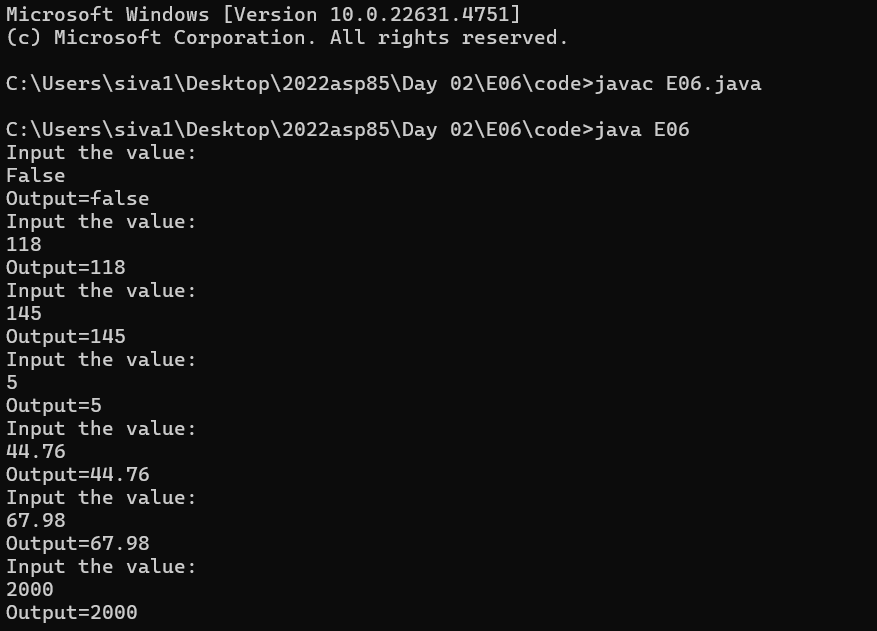 Microsoft Windows [Version 10.0.22631.4751]
(c) Microsoft Corporation. All rights reserved.
C:\Users\siva1\Desktop\2022asp85\Day 02\E06\code>javac E06.java
C:\Users\siva1\Desktop\2022asp85\Day 02\E06\code>java E06
Input the value:
False
Output=false
Input the value:
118
Output=118
Input the value:
145
Output=145
Input the value:
5
Output=5
Input the value:
44.76
Output=44.76
Input the value:
67.98
Output=67.98
Input the value:
2000
Output=2000